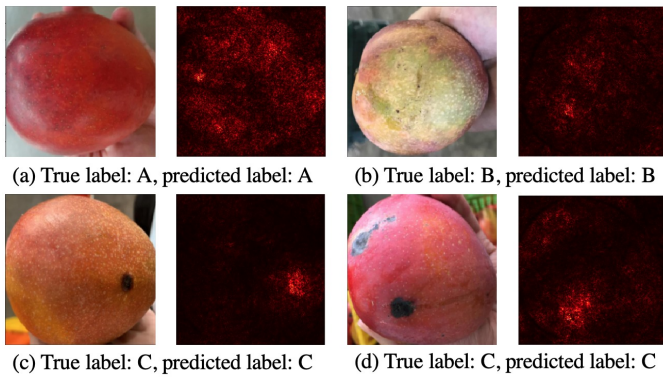 (a) True label: A, predicted label: A
(b) True label: B, predicted label: B
(c) True label: C, predicted label: C
(d) True label: C, predicted label: C